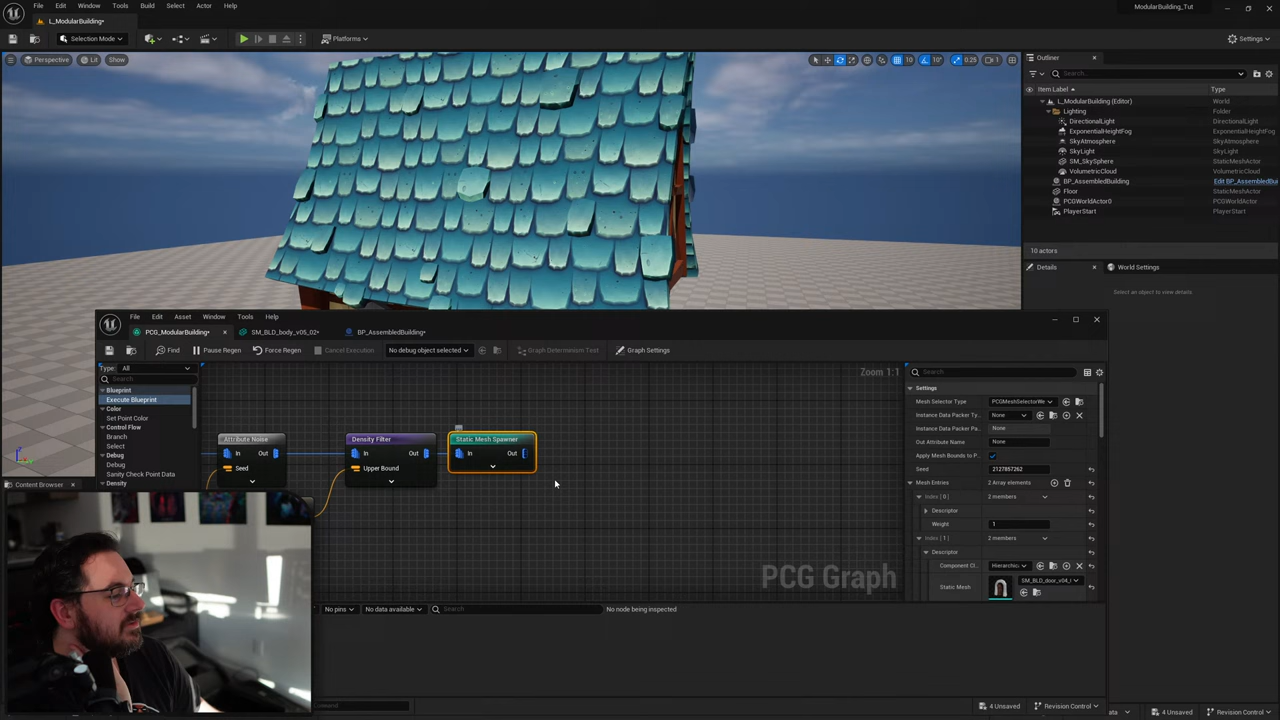 File Edit Window Tools Build Select Actor Help
ModularBuilding_Tut
L_ModularBuilding•
Selection Mode
Platforms
Settings
Perspective Lit Show
10 10° 0.25 1
Outliner
Search...
Item Label Type
L_ModularBuilding (Editor) World
Lighting Folder
DirectionalLight DirectionalLight
ExponentialHeightFog ExponentialHeightFog
SkyAtmosphere SkyAtmosphere
SkyLight SkyLight
SM_SkySphere StaticMeshActor
VolumetricCloud VolumetricCloud
BP_AssembledBuilding Edit BP_AssembledBui
Floor StaticMeshActor
PCGWorldActor0 PCGWorldActor
PlayerStart PlayerStart
10 actors
Details World Settings
Select an object to view details.
File Edit Asset Window Tools Help
PCG_ModularBuilding• SM_BLD_body_v05_02• BP_AssembledBuilding•
Find Pause Regen Force Regen Cancel Execution No debug object selected Graph Determinism Test Graph Settings
Type: All
Search
Blueprint
Execute Blueprint
Color
Set Point Color
Control Flow
Branch
Select
Debug
Debug
Sanity Check Point Data
Density
Zoom 1:1
Attribute Noise
In Out
Seed
Density Filter
In Out
Upper Bound
Static Mesh Spawner
In Out
PCG Graph
Search
Settings
Mesh Selector Type PCGMeshSelectorWe
Instance Data Packer Ty None
Instance Data Packer Pa None
Out Attribute Name None
Apply Mesh Bounds to P
Seed 2127857262
Mesh Entries 2 Array elements
Index [ 0 ] 2 members
Descriptor
Weight 1
Index [ 1 ] 2 members
Descriptor
Component Cl Hierarchic
Static Mesh SM_BLD_door_v04_
Content Browser
No pins No data available Search No node being inspected
4 Unsaved Revision Control
4 Unsaved Revision Control